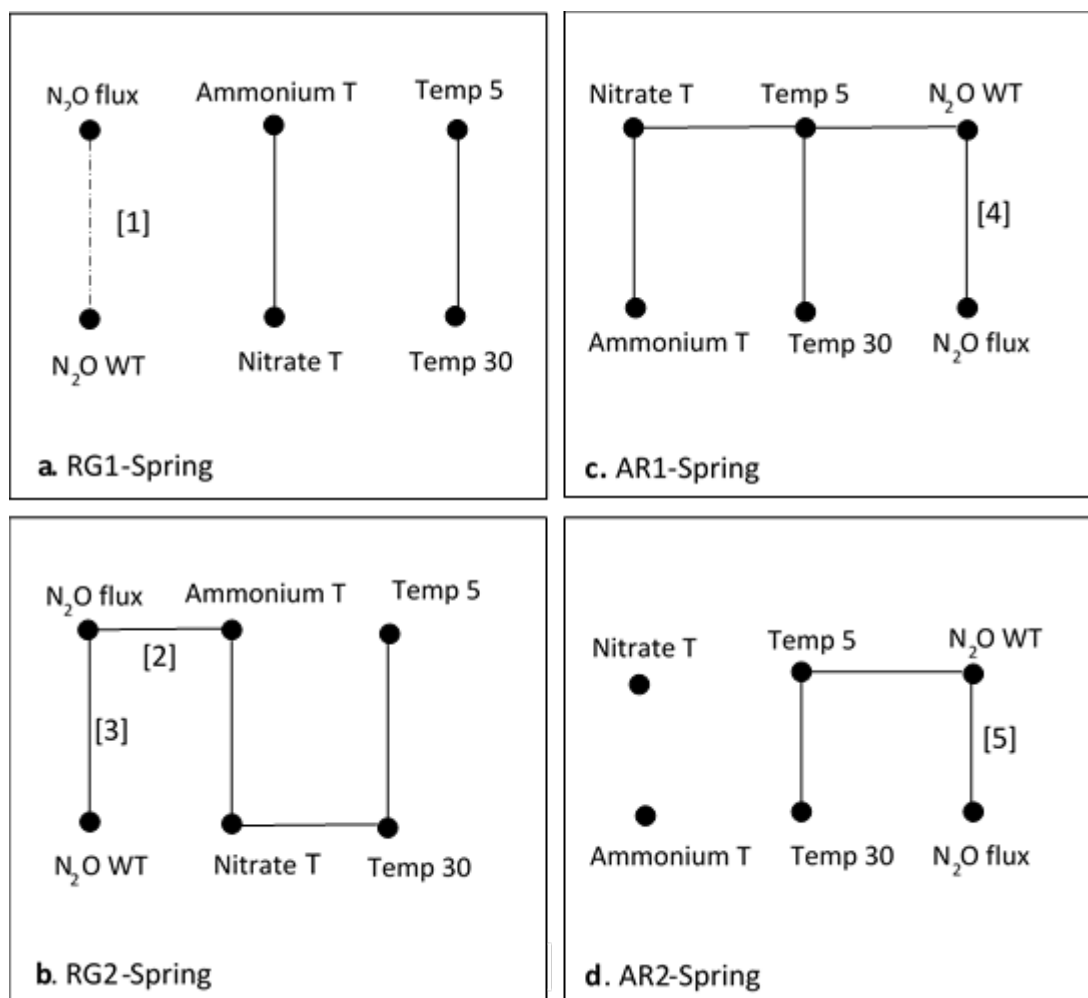 N₂O flux
Ammonium T
Temp 5
[1]
N₂O WT
Nitrate T
Temp 30
a. RG1-Spring
Nitrate T
Temp 5
N₂O WT
[4]
Ammonium T
Temp 30
N₂O flux
c. AR1-Spring
N₂O flux
Ammonium T
Temp 5
[2]
[3]
N₂O WT
Nitrate T
Temp 30
b. RG2-Spring
Nitrate T
Temp 5
N₂O WT
[5]
Ammonium T
Temp 30
N₂O flux
d. AR2-Spring